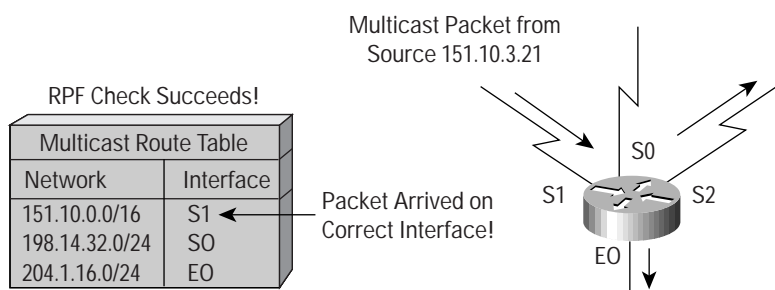 Multicast Packet from
Source 151.10.3.21
RPF Check Succeeds!
Multicast Route Table
Network Interface
151.10.0.0/16 S1
198.14.32.0/24 SO
204.1.16.0/24 EO
Packet Arrived on
Correct Interface!
S0
S1
S2
EO